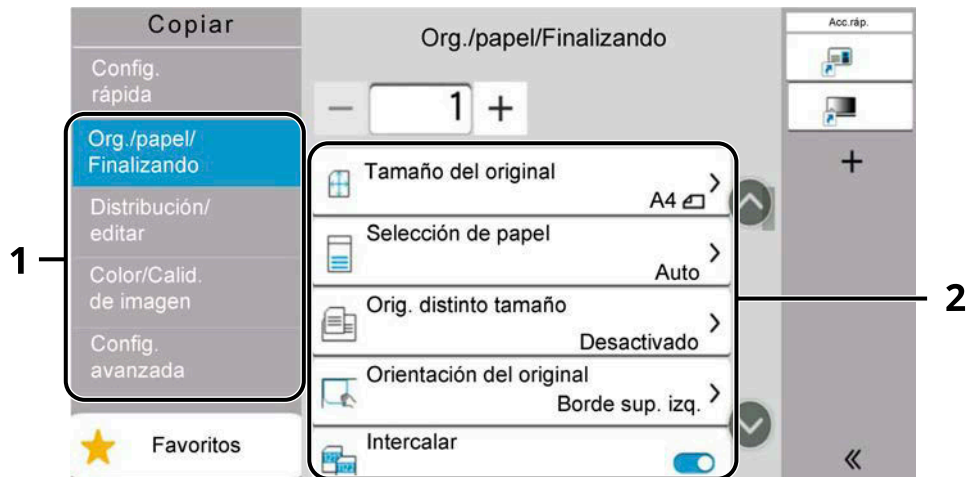 Copiar
Config.
rápida
Org./papel/
Finalizando
Distribución/
editar
Color/Calid.
de imagen
Config.
avanzada
Favoritos
1
Org./papel/Finalizando
1
Tamaño del original
A4
Selección de papel
Auto
Orig. distinto tamaño
Desactivado
Orientación del original
Borde sup. izq.
Intercalar
2
Acc.ráp.